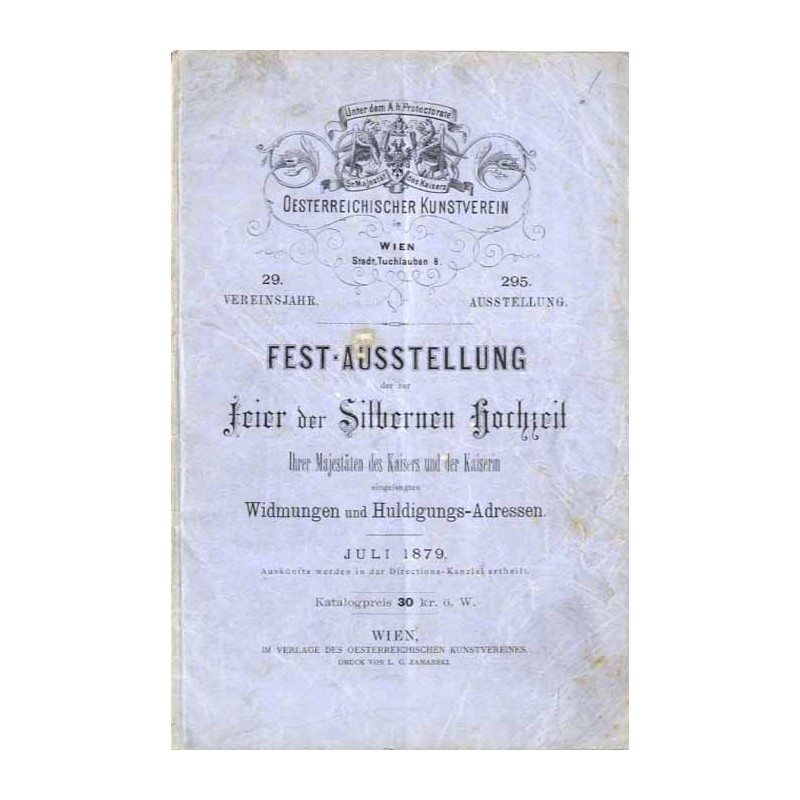 Unter dem A. h. Protectorate
Sr Majestät des Kaisers
OESTERREICHISCHER KUNSTVEREIN
in
WIEN
Stadt, Tuchlauben 8.
29.
VEREINSJAHR.
295.
AUSSTELLUNG.
FEST-AUSSTELLUNG
der zur
Feier der Silbernen Hochzeit
Ihrer Majestäten des Kaisers und der Kaiserin
eingelangten
Widmungen und Huldigungs-Adressen.
JULI 1879.
Auskünfte werden in der Directions-Kanzlei ertheilt.
Katalogpreis 30 kr. ö. W.
WIEN,
IM VERLAGE DES OESTERREICHISCHEN KUNSTVEREINES.
DRUCK VON L. C. ZAMARSKI.